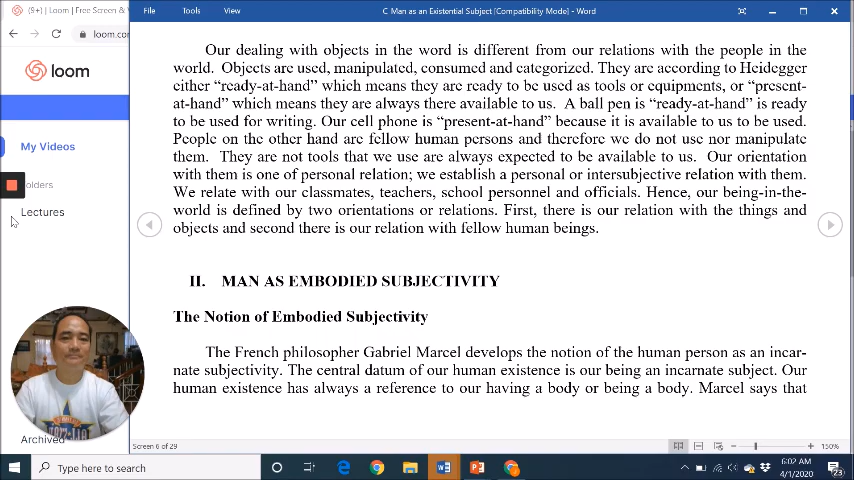 (9+) | Loom | Free Screen & V
File
Tools
View
C Man as an Existential Subject [Compatibility Mode] - Word
loom.cor
loom
My Videos
olders
Lectures
Archived
Our dealing with objects in the word is different from our relations with the people in the
world. Objects are used, manipulated, consumed and categorized. They are according to Heidegger
either “ready-at-hand” which means they are ready to be used as tools or equipments, or “present-
at-hand” which means they are always there available to us. A ball pen is “ready-at-hand” is ready
to be used for writing. Our cell phone is “present-at-hand” because it is available to us to be used.
People on the other hand are fellow human persons and therefore we do not use nor manipulate
them. They are not tools that we use are always expected to be available to us. Our orientation
with them is one of personal relation; we establish a personal or intersubjective relation with them.
We relate with our classmates, teachers, school personnel and officials. Hence, our being-in-the-
world is defined by two orientations or relations. First, there is our relation with the things and
objects and second there is our relation with fellow human beings.
II. MAN AS EMBODIED SUBJECTIVITY
The Notion of Embodied Subjectivity
The French philosopher Gabriel Marcel develops the notion of the human person as an incar-
nate subjectivity. The central datum of our human existence is our being an incarnate subject. Our
human existence has always a reference to our having a body or being a body. Marcel says that
Screen 6 of 29
150%
Type here to search
6:02 AM
4/1/2020
23